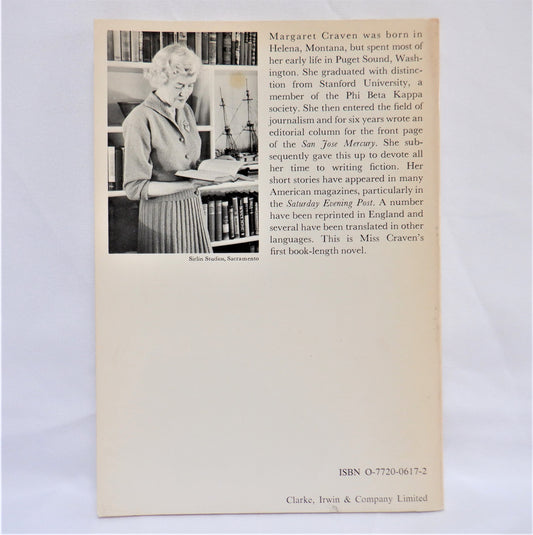 Margaret Craven was born in
Helena, Montana, but spent most of
her early life in Puget Sound, Wash-
ington. She graduated with distinc-
tion from Stanford University, a
member of the Phi Beta Kappa
society. She then entered the field of
journalism and for six years wrote an
editorial column for the front page
of the San Jose Mercury. She sub-
sequently gave this up to devote all
her time to writing fiction. Her
short stories have appeared in many
American magazines, particularly in
the Saturday Evening Post. A number
have been reprinted in England and
several have been translated in other
languages. This is Miss Craven's
first book-length novel.
Sirlin Studios, Sacramento
ISBN O-7720-0617-2
Clarke, Irwin & Company Limited